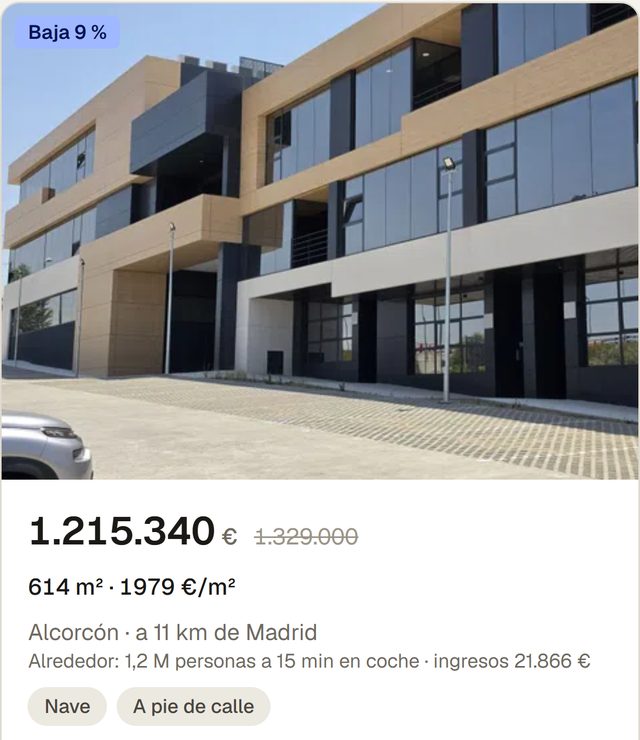 Baja 9 %
1.215.340 € 1.329.000
614 m² · 1979 €/m²
Alcorcón · a 11 km de Madrid
Alrededor: 1,2 M personas a 15 min en coche · ingresos 21.866 €
Nave A pie de calle